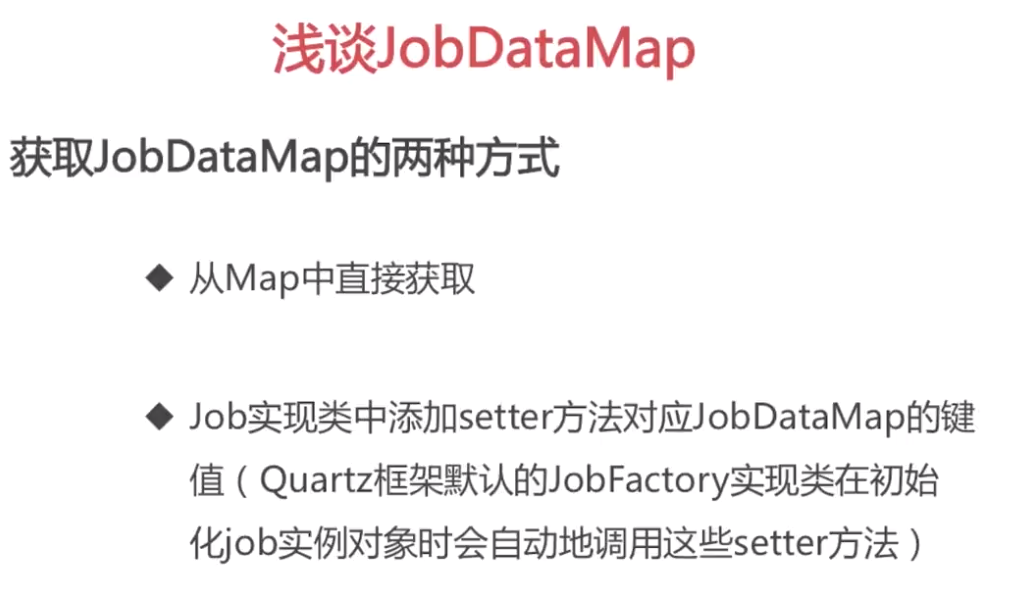 浅谈JobDataMap
获取JobDataMap的两种方式
◆ 从Map中直接获取
◆ Job实现类中添加setter方法对应JobDataMap的键
值（Quartz框架默认的JobFactory实现类在初始
化job实例对象时会自动地调用这些setter方法）